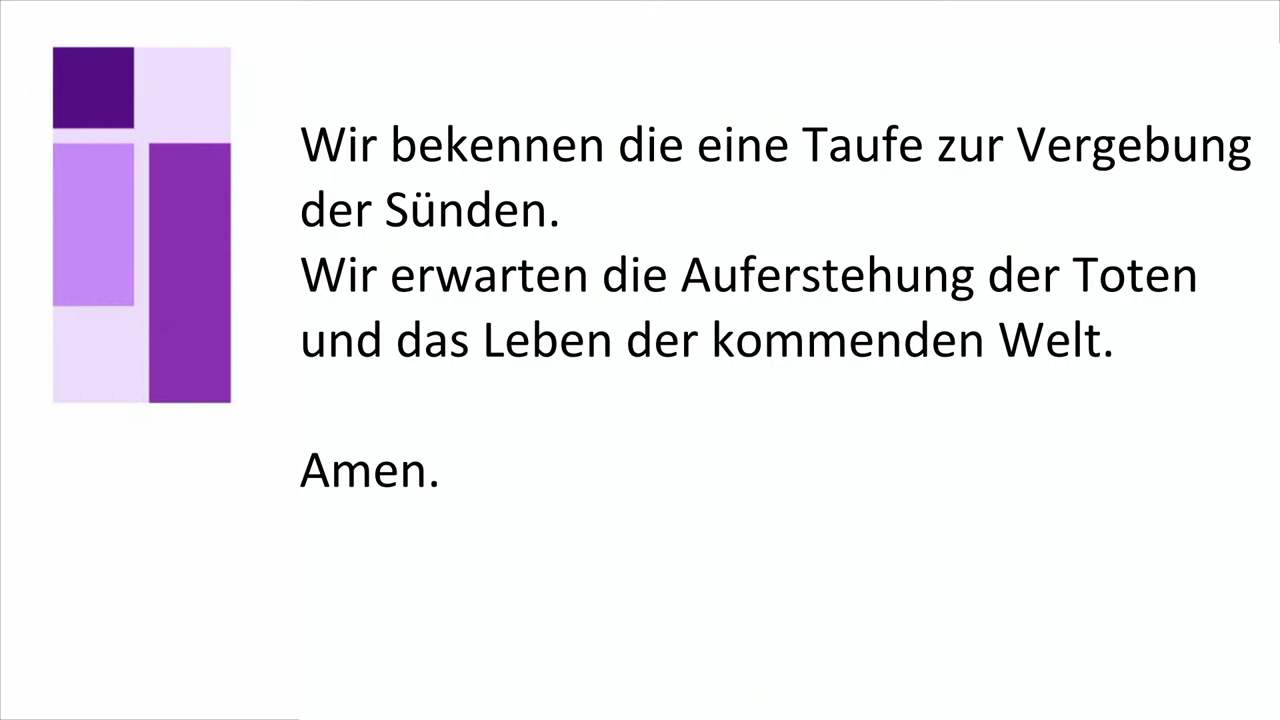 Wir bekennen die eine Taufe zur Vergebung
der Sünden.
Wir erwarten die Auferstehung der Toten
und das Leben der kommenden Welt.
Amen.